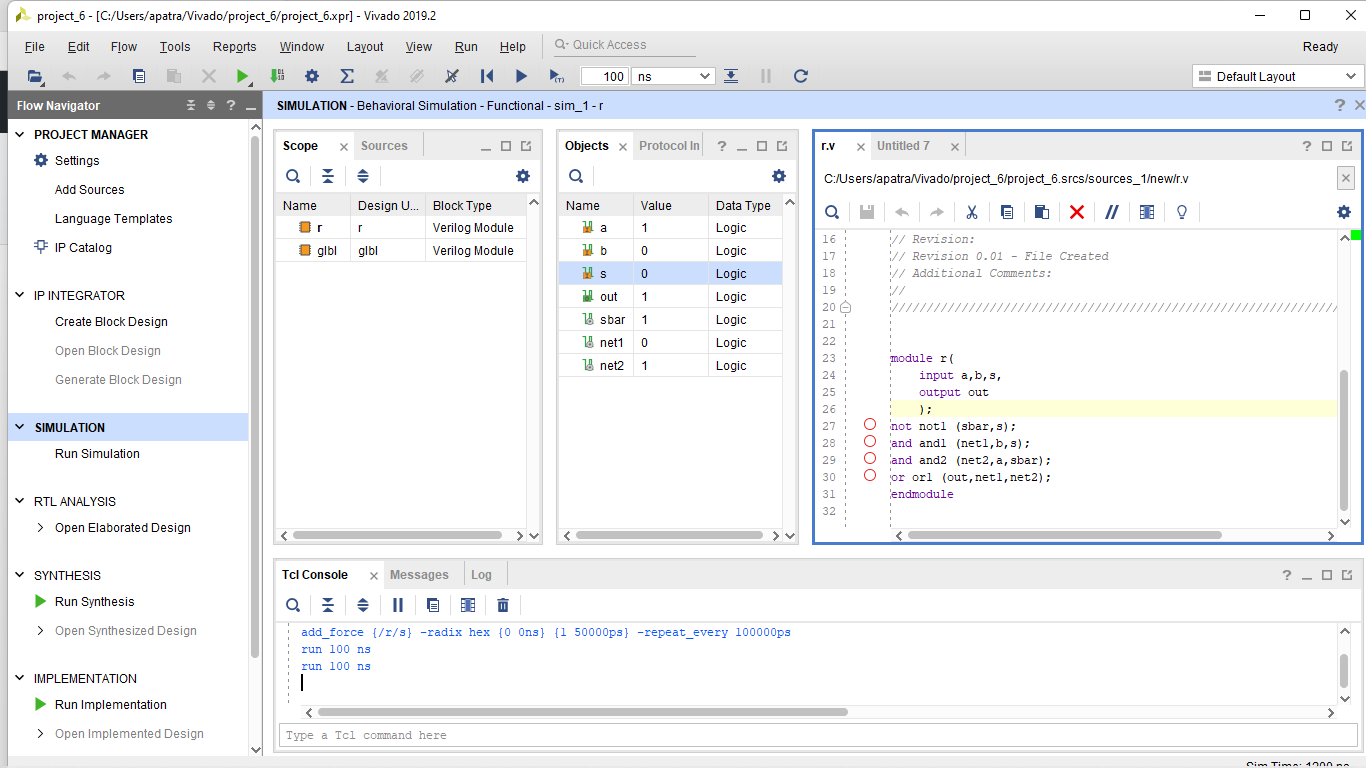 project_6 - [C:/Users/apatra/Vivado/project_6/project_6.xpr] - Vivado 2019.2
File Edit Flow Tools Reports Window Layout View Run Help Quick Access Ready
100 ns Default Layout
Flow Navigator
PROJECT MANAGER
Settings
Add Sources
Language Templates
IP Catalog
IP INTEGRATOR
Create Block Design
Open Block Design
Generate Block Design
SIMULATION
Run Simulation
RTL ANALYSIS
Open Elaborated Design
SYNTHESIS
Run Synthesis
Open Synthesized Design
IMPLEMENTATION
Run Implementation
Open Implemented Design
SIMULATION - Behavioral Simulation - Functional - sim_1 - r
Scope Sources
Name Design U... Block Type
r r Verilog Module
glbl glbl Verilog Module
Objects Protocol In
Name Value Data Type
a 1 Logic
b 0 Logic
s 0 Logic
out 1 Logic
sbar 1 Logic
net1 0 Logic
net2 1 Logic
r.v Untitled 7
C:/Users/apatra/Vivado/project_6/project_6.srcs/sources_1/new/r.v
16 // Revision:
17 // Revision 0.01 - File Created
18 // Additional Comments:
19 //
20 ////////////////////////////////////////////////////////////////
21
22
23 module r(
24 input a,b,s,
25 output out
26 );
27 not not1 (sbar,s);
28 and and1 (net1,b,s);
29 and and2 (net2,a,sbar);
30 or or1 (out,net1,net2);
31 endmodule
32
Tcl Console Messages Log
add_force {/r/s} -radix hex {0 0ns} {1 50000ps} -repeat_every 100000ps
run 100 ns
run 100 ns
Type a Tcl command here
Sim Time: 1200 ns